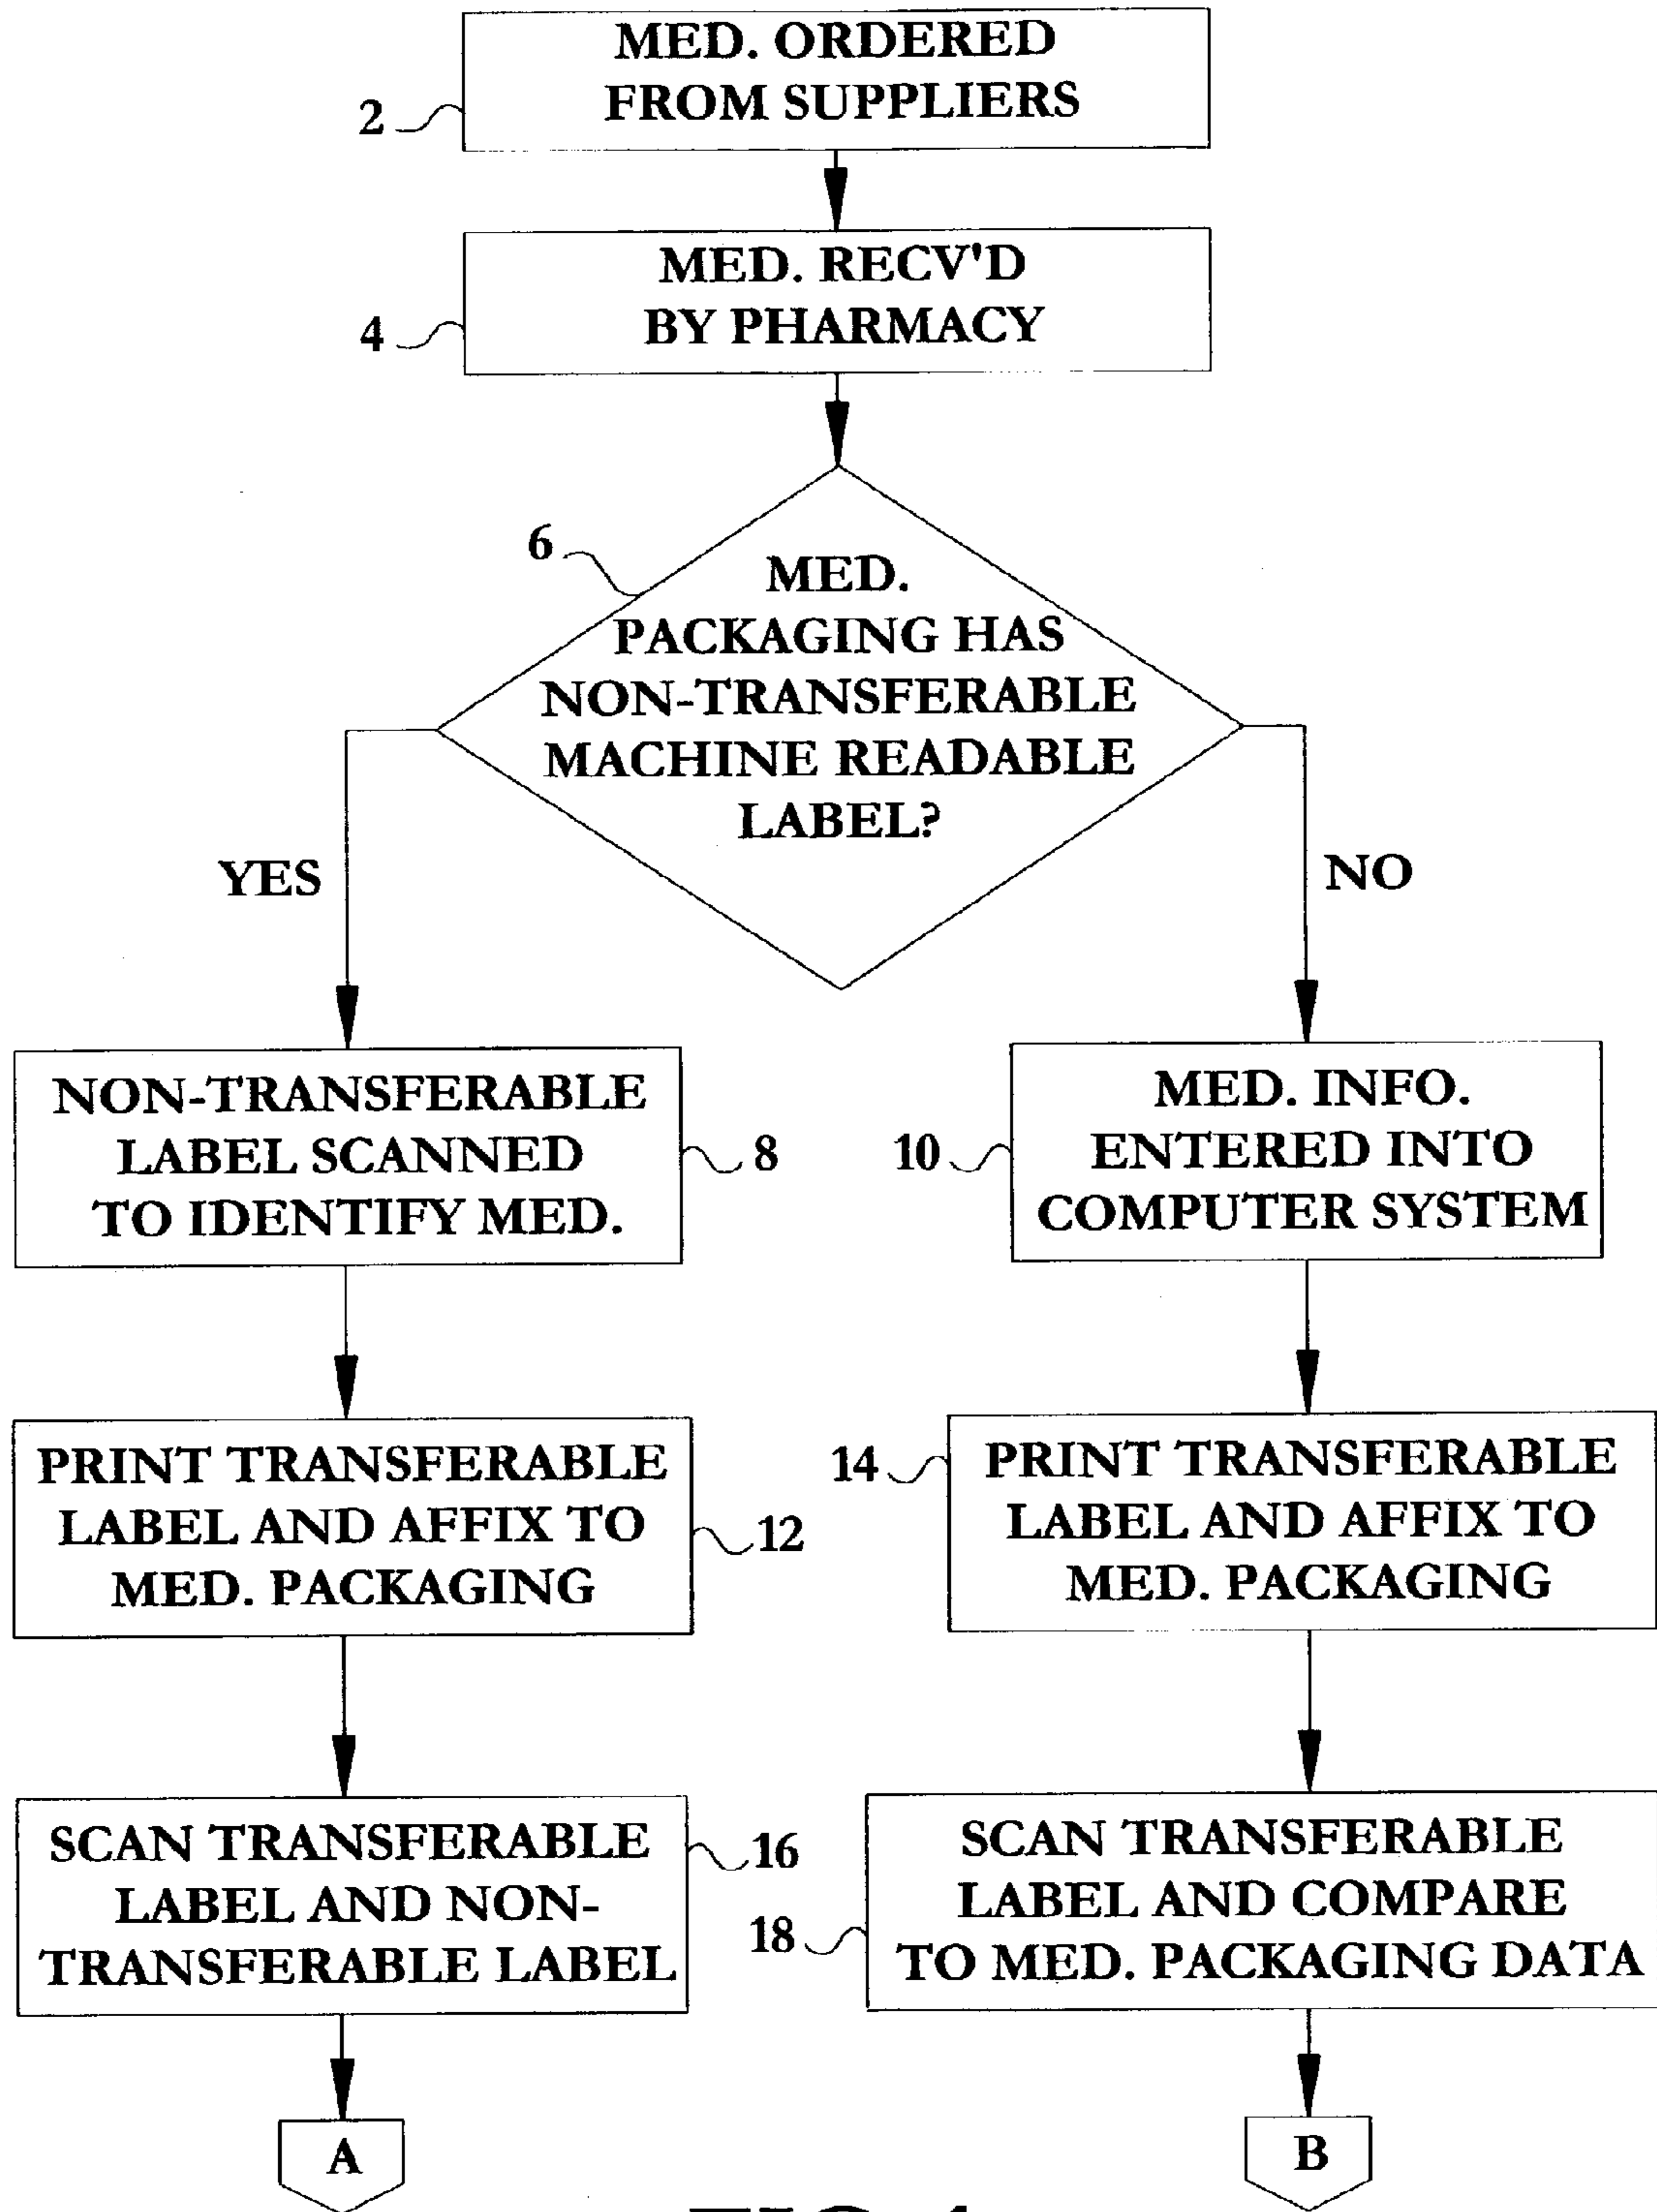 MED. ORDERED
FROM SUPPLIERS
2
MED. RECV'D
BY PHARMACY
4
6
MED.
PACKAGING HAS
NON-TRANSFERABLE
MACHINE READABLE
LABEL?
YES
NO
NON-TRANSFERABLE
LABEL SCANNED
TO IDENTIFY MED.
8
10
MED. INFO.
ENTERED INTO
COMPUTER SYSTEM
PRINT TRANSFERABLE
LABEL AND AFFIX TO
MED. PACKAGING
12
14
PRINT TRANSFERABLE
LABEL AND AFFIX TO
MED. PACKAGING
SCAN TRANSFERABLE
LABEL AND NON-
TRANSFERABLE LABEL
16
18
SCAN TRANSFERABLE
LABEL AND COMPARE
TO MED. PACKAGING DATA
A
B